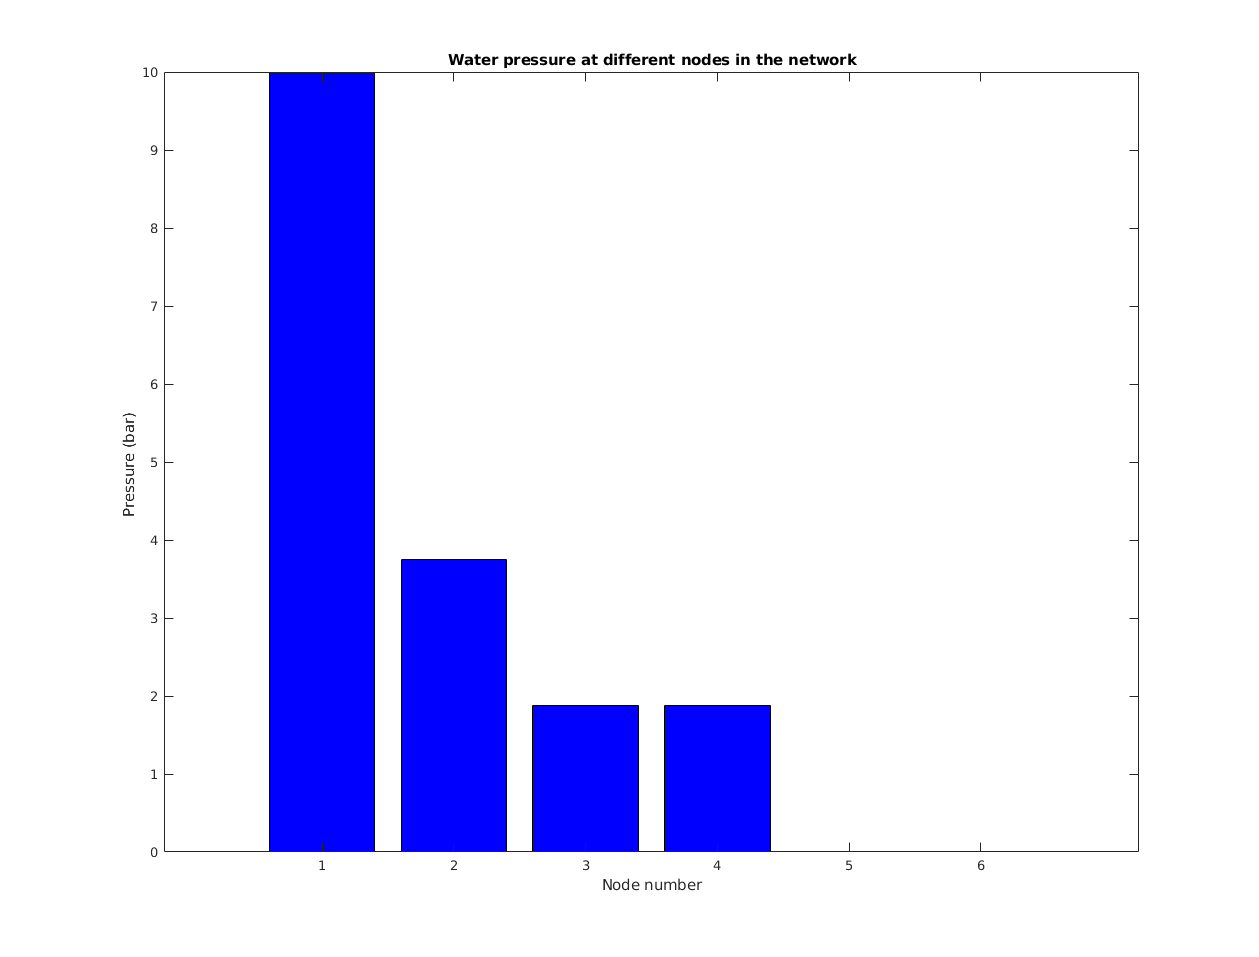 Water pressure at different nodes in the network
10
9
8
7
6
5
4
3
2
1
0
Pressure (bar)
1 2 3 4 5 6
Node number